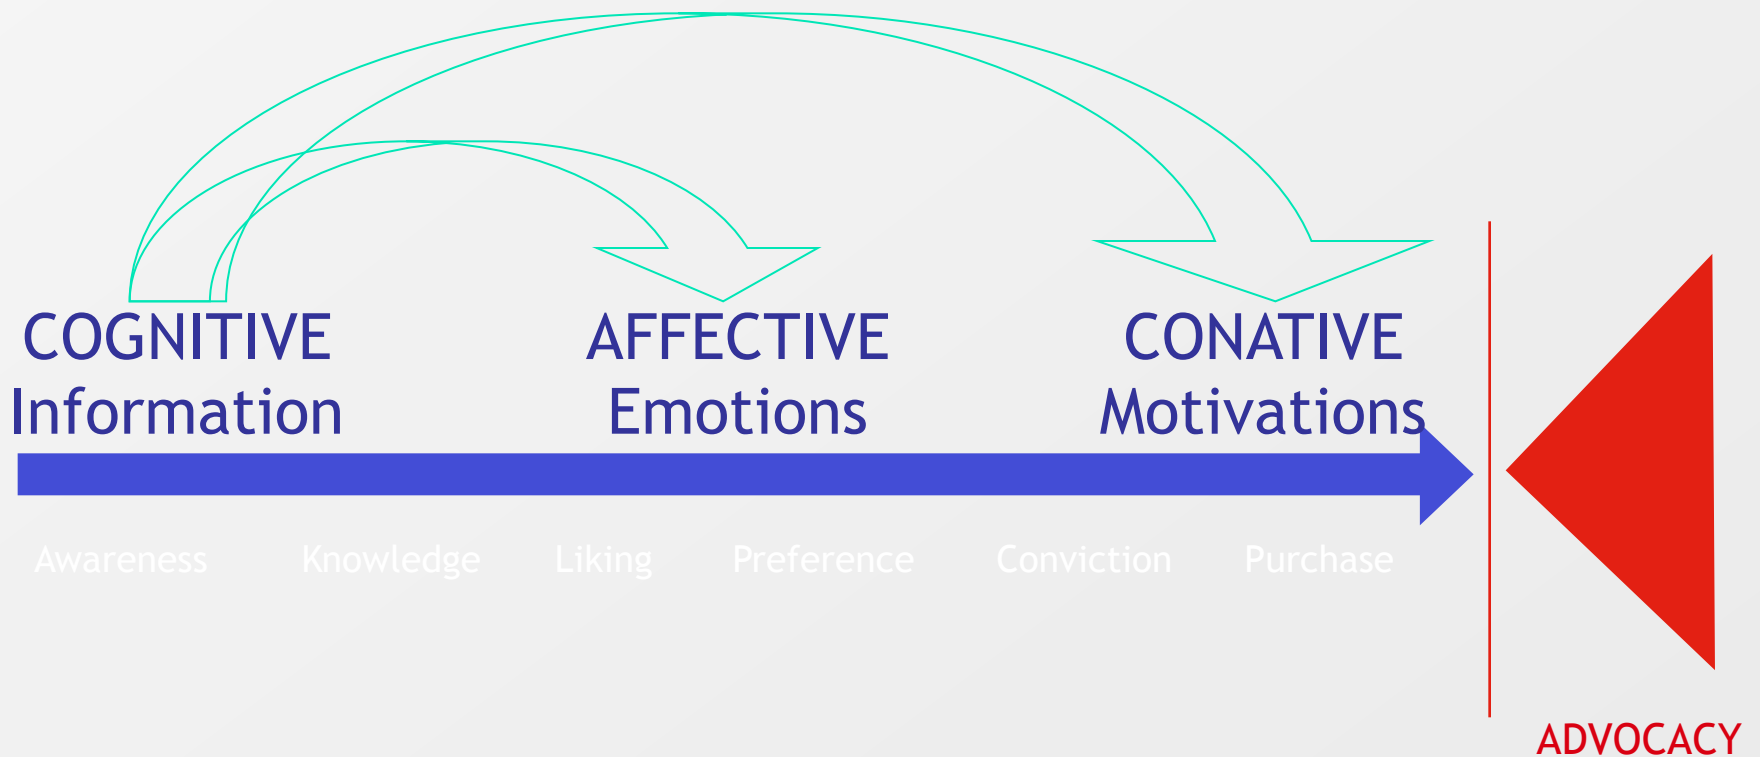 COGNITIVE
Information
AFFECTIVE
Emotions
CONATIVE
Motivations
Awareness Knowledge Liking Preference Conviction Purchase
ADVOCACY